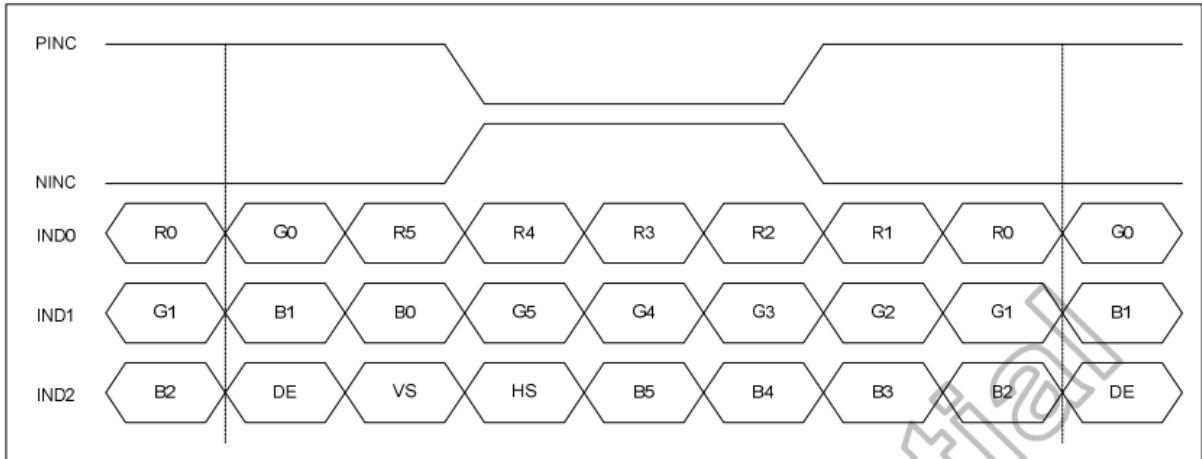 PINC
NINC
IND0 R0 G0 R5 R4 R3 R2 R1 R0 G0
IND1 G1 B1 B0 G5 G4 G3 G2 G1 B1
IND2 B2 DE VS HS B5 B4 B3 B2 DE